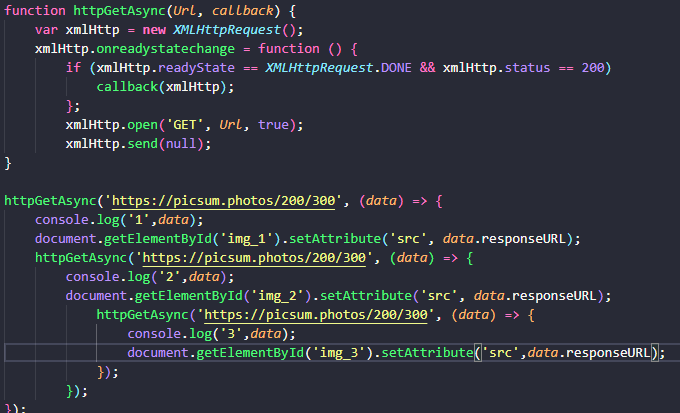 function httpGetAsync(Url, callback) {
    var xmlHttp = new XMLHttpRequest();
    xmlHttp.onreadystatechange = function () {
        if (xmlHttp.readyState == XMLHttpRequest.DONE && xmlHttp.status == 200)
            callback(xmlHttp);
        };
        xmlHttp.open('GET', Url, true);
        xmlHttp.send(null);
}

httpGetAsync('https://picsum.photos/200/300', (data) => {
    console.log('1',data);
    document.getElementById('img_1').setAttribute('src', data.responseURL);
    httpGetAsync('https://picsum.photos/200/300', (data) => {
        console.log('2',data);
        document.getElementById('img_2').setAttribute('src', data.responseURL);
            httpGetAsync('https://picsum.photos/200/300', (data) => {
                console.log('3',data);
                document.getElementById('img_3').setAttribute('src',data.responseURL);
            });
        });
});